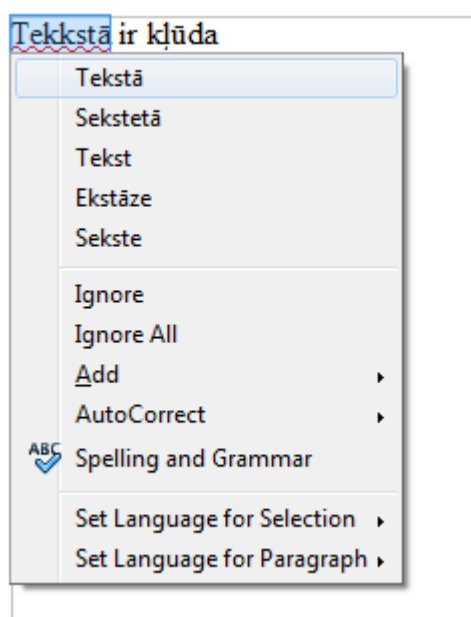 Tekkstā ir kļūda
Tekstā
Sekstetā
Tekst
Ekstāze
Sekste
Ignore
Ignore All
Add
AutoCorrect
ABC Spelling and Grammar
Set Language for Selection
Set Language for Paragraph